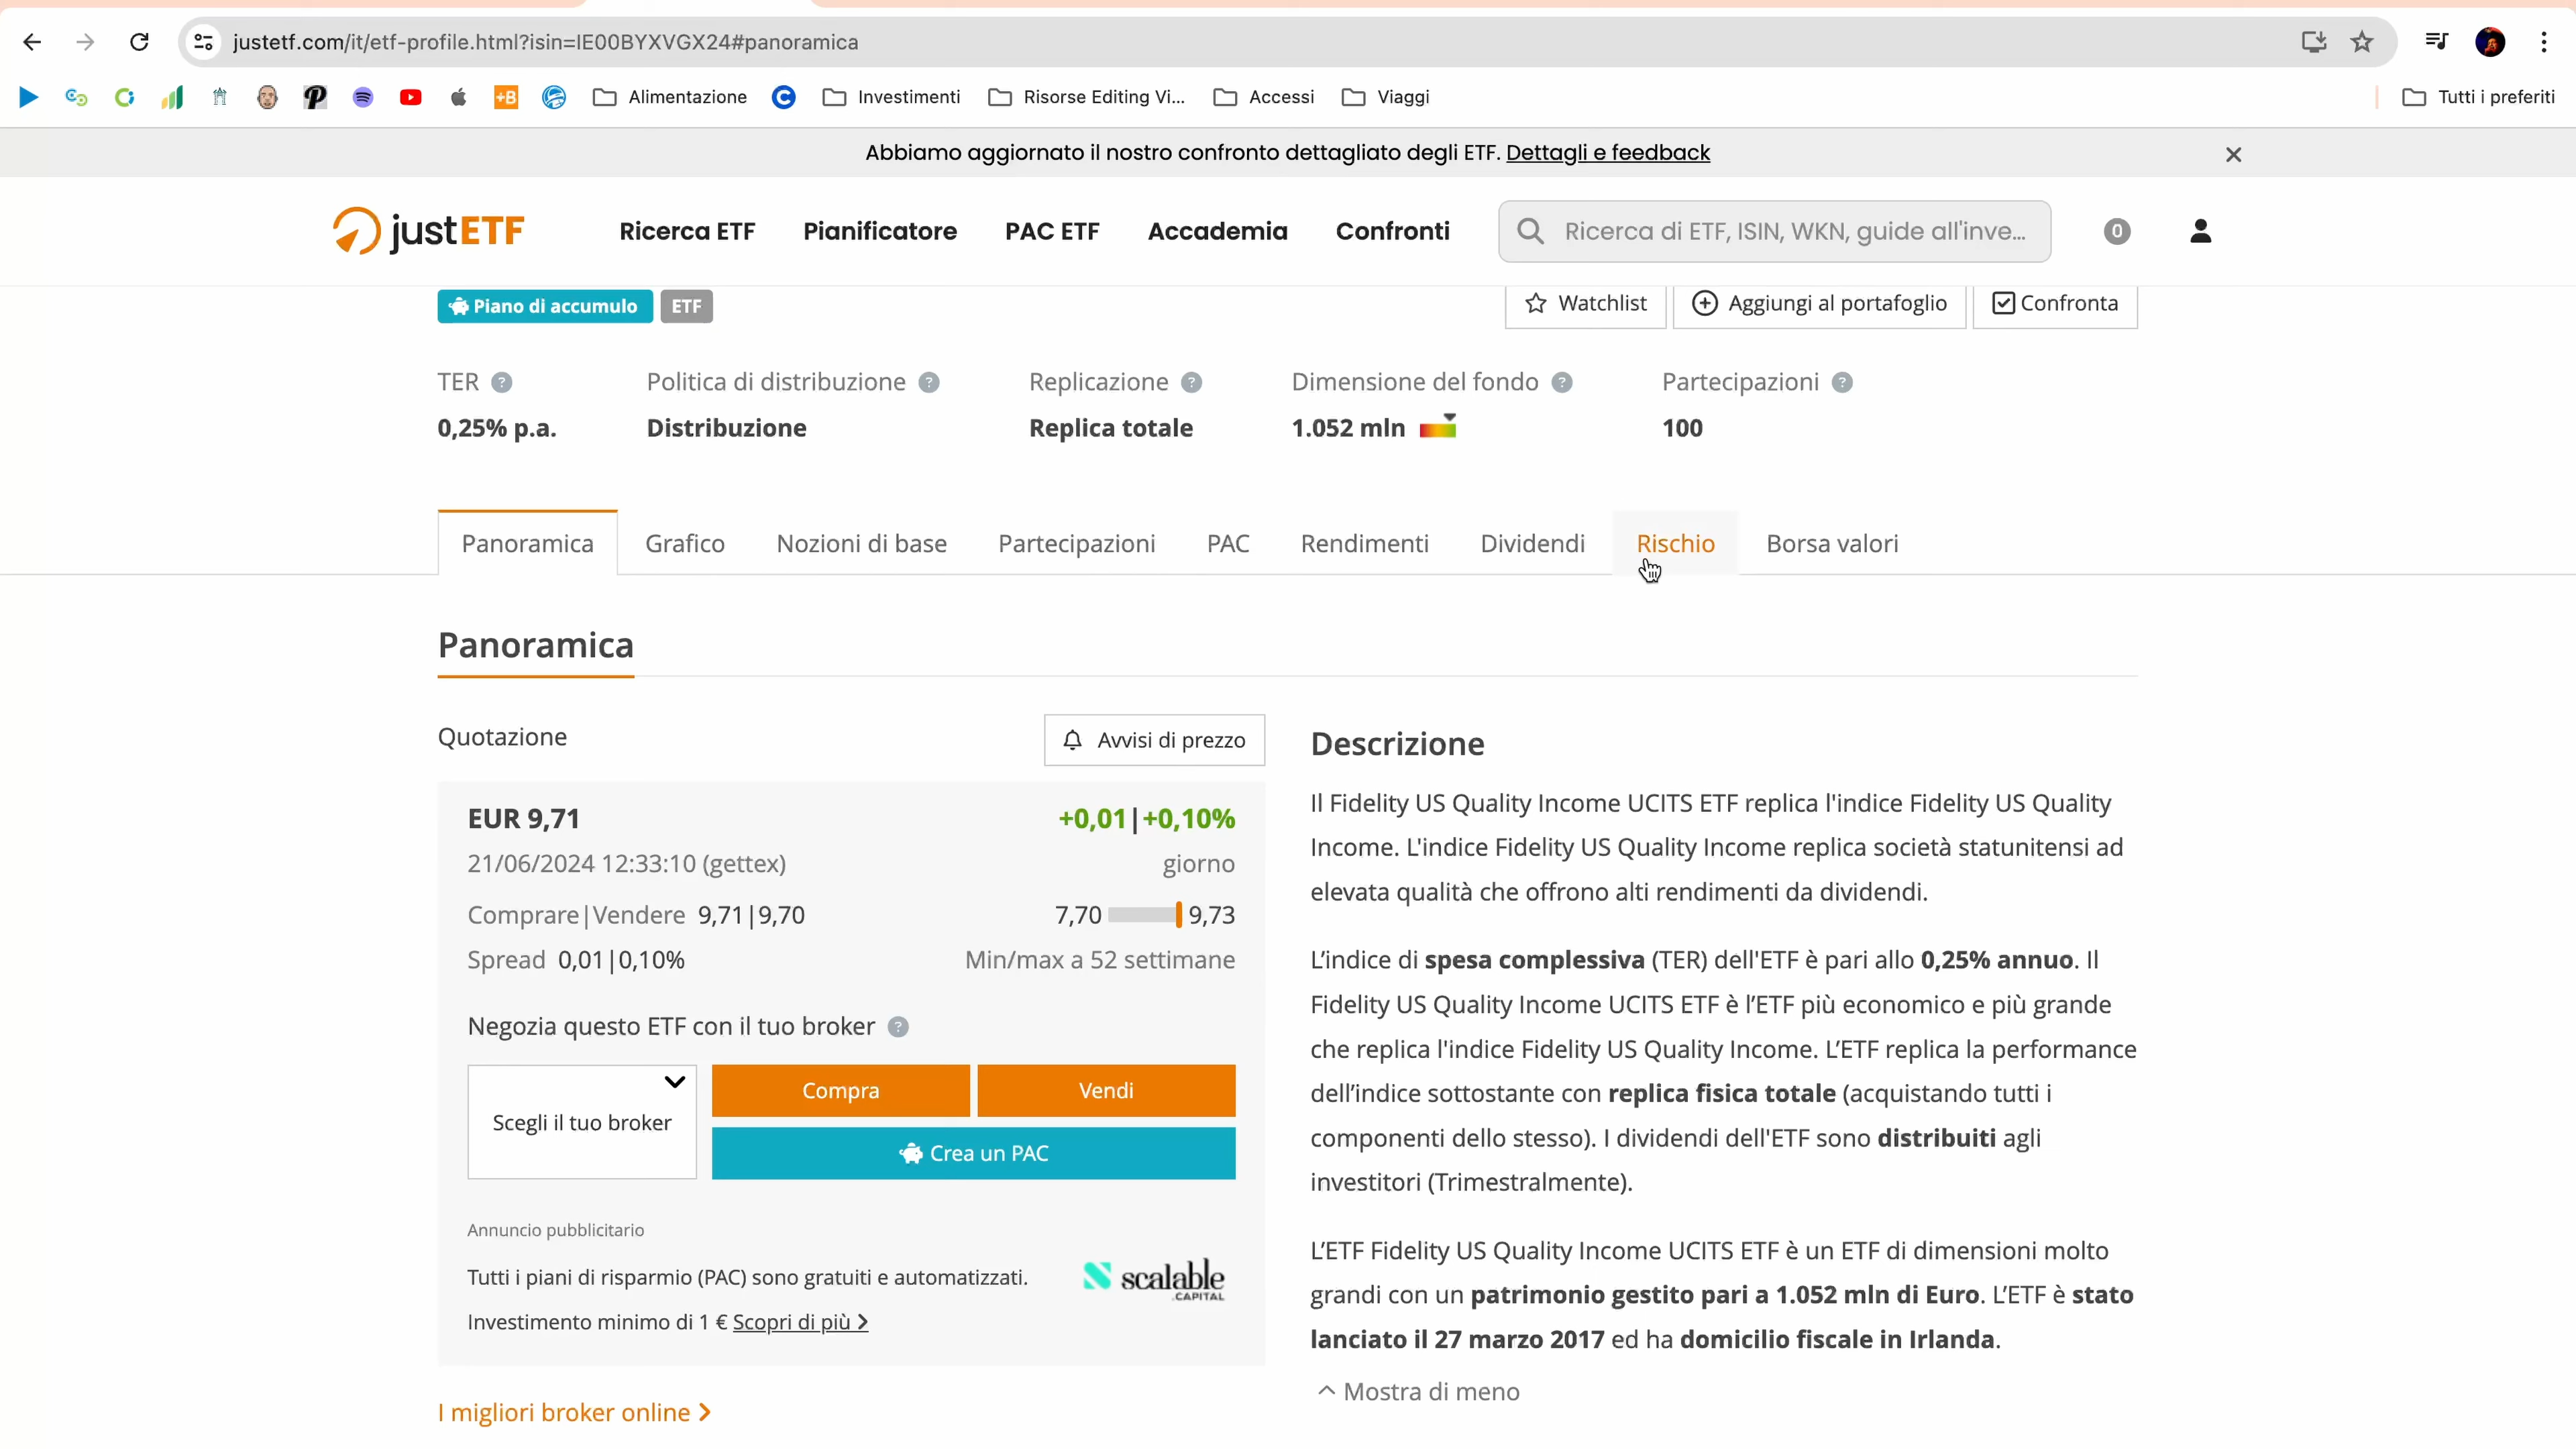 justetf.com/it/etf-profile.html?isin=IE00BYXVGX24#panoramica
Alimentazione
Investimenti
Risorse Editing Vi...
Accessi
Viaggi
Tutti i preferiti
Abbiamo aggiornato il nostro confronto dettagliato degli ETF. Dettagli e feedback
justETF
Ricerca ETF
Pianificatore
PAC ETF
Accademia
Confronti
Ricerca di ETF, ISIN, WKN, guide all'inve...
0
Piano di accumulo
ETF
Watchlist
Aggiungi al portafoglio
Confronta
TER ?
Politica di distribuzione ?
Replicazione ?
Dimensione del fondo ?
Partecipazioni ?
0,25% p.a.
Distribuzione
Replica totale
1.052 mln
100
Panoramica
Grafico
Nozioni di base
Partecipazioni
PAC
Rendimenti
Dividendi
Rischio
Borsa valori
Panoramica
Quotazione
Avvisi di prezzo
EUR 9,71
+0,01|+0,10%
21/06/2024 12:33:10 (gettex)
giorno
Comprare|Vendere 9,71|9,70
7,70 9,73
Spread 0,01|0,10%
Min/max a 52 settimane
Negozia questo ETF con il tuo broker ?
Scegli il tuo broker
Compra
Vendi
Crea un PAC
Annuncio pubblicitario
Tutti i piani di risparmio (PAC) sono gratuiti e automatizzati.
Investimento minimo di 1 € Scopri di più
scalable
.CAPITAL
I migliori broker online
Descrizione
Il Fidelity US Quality Income UCITS ETF replica l'indice Fidelity US Quality
Income. L'indice Fidelity US Quality Income replica società statunitensi ad
elevata qualità che offrono alti rendimenti da dividendi.
L'indice di spesa complessiva (TER) dell'ETF è pari allo 0,25% annuo. Il
Fidelity US Quality Income UCITS ETF è l'ETF più economico e più grande
che replica l'indice Fidelity US Quality Income. L'ETF replica la performance
dell'indice sottostante con replica fisica totale (acquistando tutti i
componenti dello stesso). I dividendi dell'ETF sono distribuiti agli
investitori (Trimestralmente).
L'ETF Fidelity US Quality Income UCITS ETF è un ETF di dimensioni molto
grandi con un patrimonio gestito pari a 1.052 mln di Euro. L'ETF è stato
lanciato il 27 marzo 2017 ed ha domicilio fiscale in Irlanda.
Mostra di meno